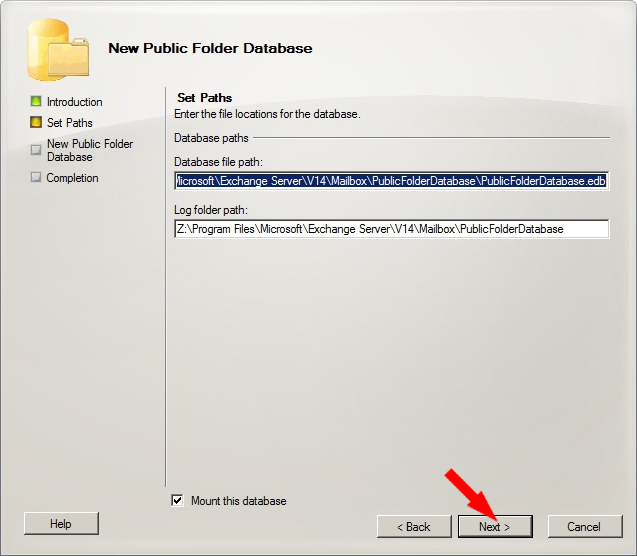 New Public Folder Database
Introduction
Set Paths
New Public Folder
Database
Completion
Set Paths
Enter the file locations for the database.
Database paths
Database file path:
Microsoft\Exchange Server\V14\Mailbox\PublicFolderDatabase\PublicFolderDatabase.edb
Log folder path:
Z:\Program Files\Microsoft\Exchange Server\V14\Mailbox\PublicFolderDatabase
Mount this database
Help
< Back
Next >
Cancel